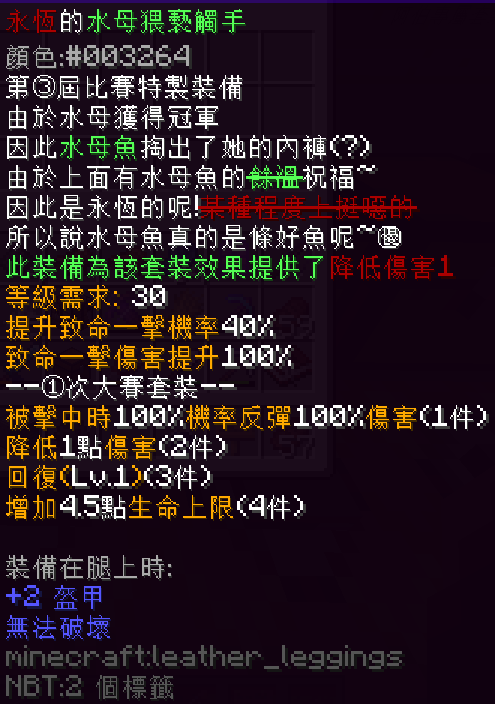 永恆的水母猥褻觸手
顏色:#003264
第③屆比賽特製裝備
由於水母獲得冠軍
因此水母魚掏出了她的內褲(?)
由於上面有水母魚的餘溫祝福~
因此是永恆的呢!某種程度上挺噁的
所以說水母魚真的是條好魚呢~㊝
此裝備為該套裝效果提供了降低傷害1
等級需求: 30
提升致命一擊機率40%
致命一擊傷害提升100%
--①次大賽套裝--
被擊中時100%機率反彈100%傷害(1件)
降低1點傷害(2件)
回復(Lv.1)(3件)
增加4.5點生命上限(4件)
裝備在腿上時:
+2 盔甲
無法破壞
minecraft:leather_leggings
NBT:2 個標籤